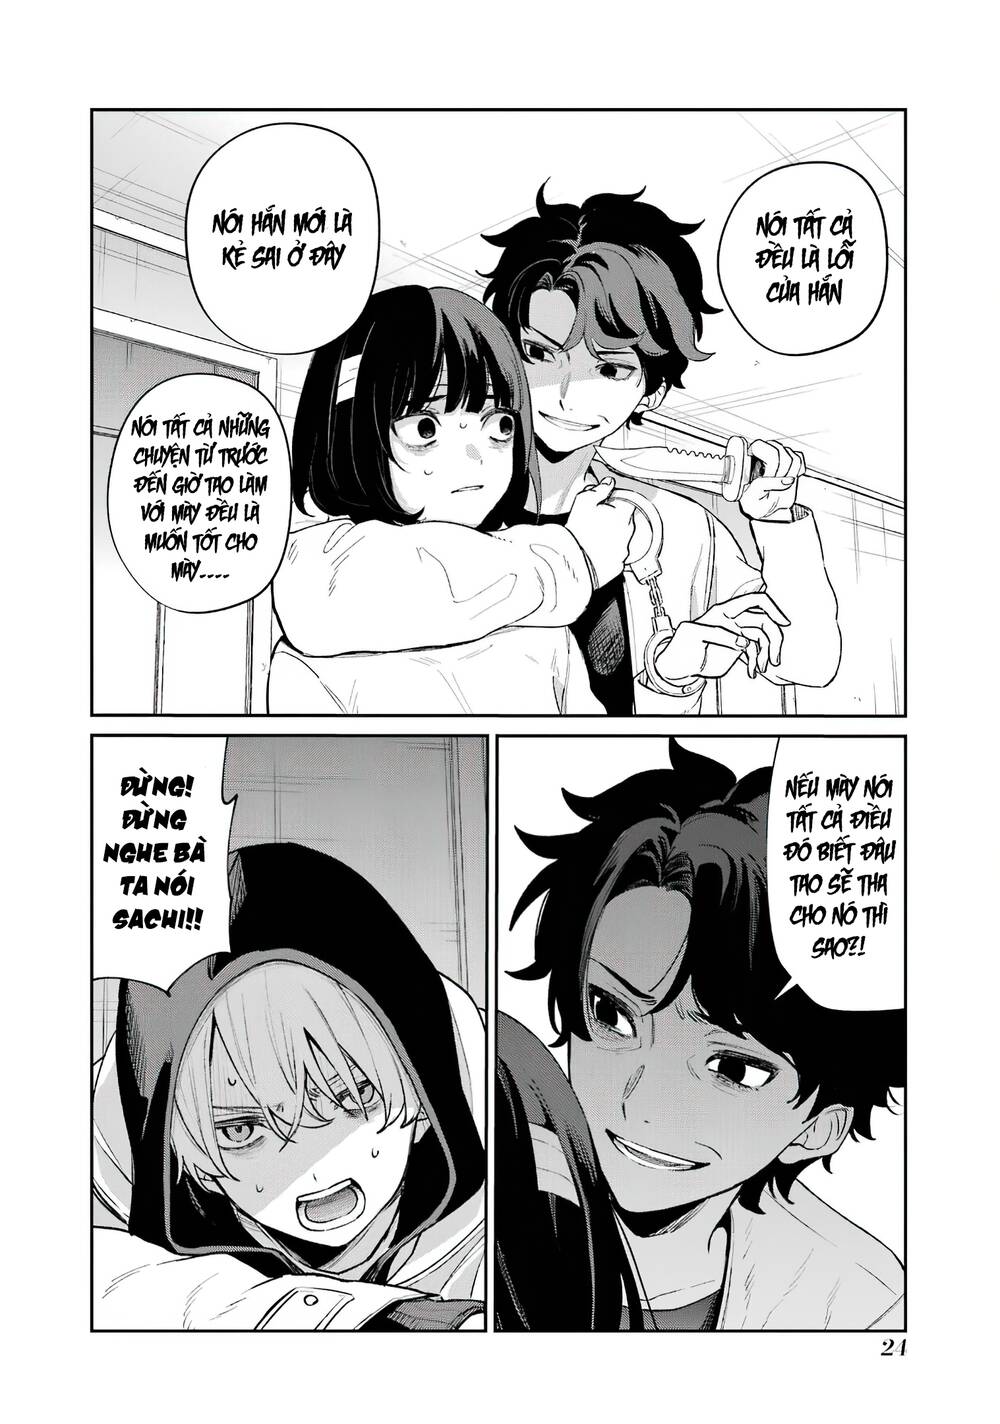 NÓI TẤT CẢ
ĐỀU LÀ LỖI
CỦA HẮN
NÓI HẮN MỚI LÀ
KẺ SAI Ở ĐÂY
NÓI TẤT CẢ NHỮNG
CHUYỆN TỪ TRƯỚC
ĐẾN GIỜ TAO LÀM
VỚI MÀY ĐỀU LÀ
MUỐN TỐT CHO
MÀY....
NẾU MÀY NÓI
TẤT CẢ ĐIỀU
ĐÓ BIẾT ĐÂU
TAO SẼ THA
CHO NÓ THÌ
SAO?!
ĐỪNG!
ĐỪNG
NGHE BÀ
TA NÓI
SACHI!!
24